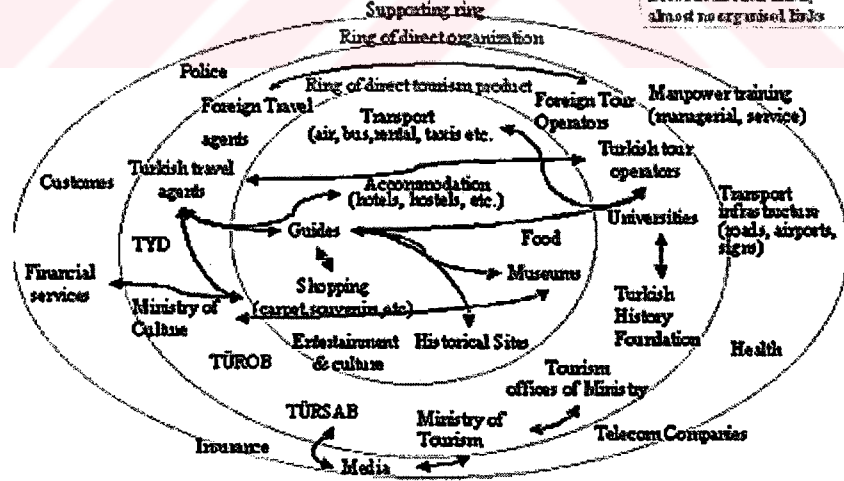 almost no organised links
Supporting ring
Ring of direct organization
Police
Ring of direct tourism product
Foreign Travel
agents
Foreign Tour
Operators
Manpower training
(managerial, service)
Transport
(air, bus, rental, taxis etc.
Turkish tour
operators
Turkish travel
agents
Customes
Accommodation
(hotels, hostels, etc.)
Transport
infrastructure
(roads, airports,
signs)
Universities
Guides
Food
TYD
Museums
Financial
services
Shopping
(carpet, souvenirs, etc)
Turkish
History
Foundation
Ministry of
Culture
Entertainment
& culture
Historical Sites
Health
TÜROB
Tourism
offices of Ministry
TÜRSAB
Ministry of
Tourism
Telecom Companies
Insurance
Media